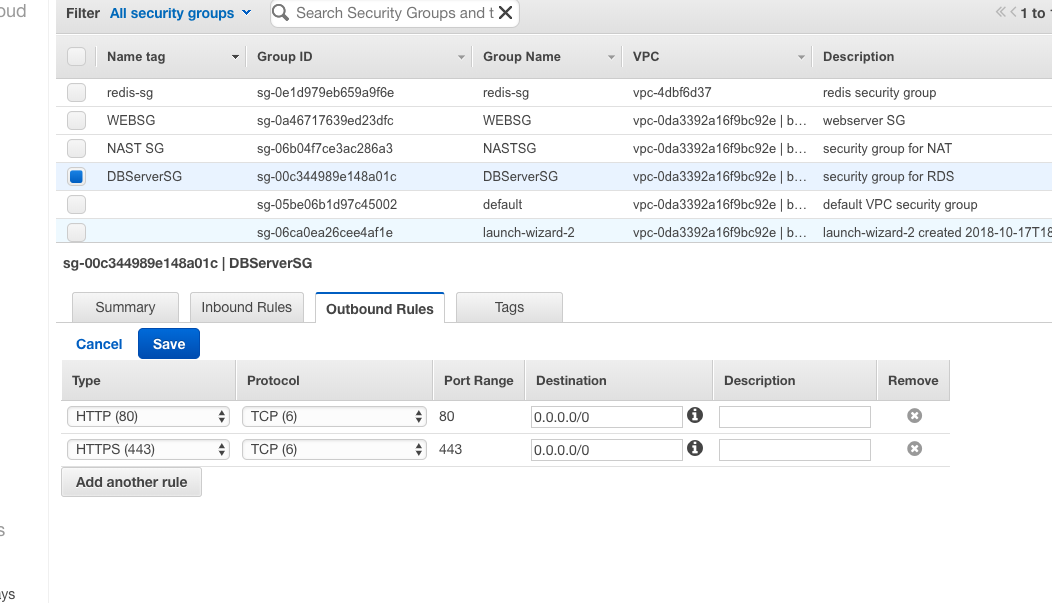 oud
Filter All security groups Search Security Groups and t 1 to 1
Name tag Group ID Group Name VPC Description
redis-sg sg-0e1d979eb659a9f6e redis-sg vpc-4dbf6d37 redis security group
WEBSG sg-0a46717639ed23dfc WEBSG vpc-0da3392a16f9bc92e | b... webserver SG
NAST SG sg-06b04f7ce3ac286a3 NASTSG vpc-0da3392a16f9bc92e | b... security group for NAT
DBServerSG sg-00c344989e148a01c DBServerSG vpc-0da3392a16f9bc92e | b... security group for RDS
sg-05be06b1d97c45002 default vpc-0da3392a16f9bc92e | b... default VPC security group
sg-06ca0ea26cee4af1e launch-wizard-2 vpc-0da3392a16f9bc92e | b... launch-wizard-2 created 2018-10-17T18
sg-00c344989e148a01c | DBServerSG
Summary Inbound Rules Outbound Rules Tags
Cancel Save
Type Protocol Port Range Destination Description Remove
HTTP (80) TCP (6) 80 0.0.0.0/0
HTTPS (443) TCP (6) 443 0.0.0.0/0
Add another rule
s
ays